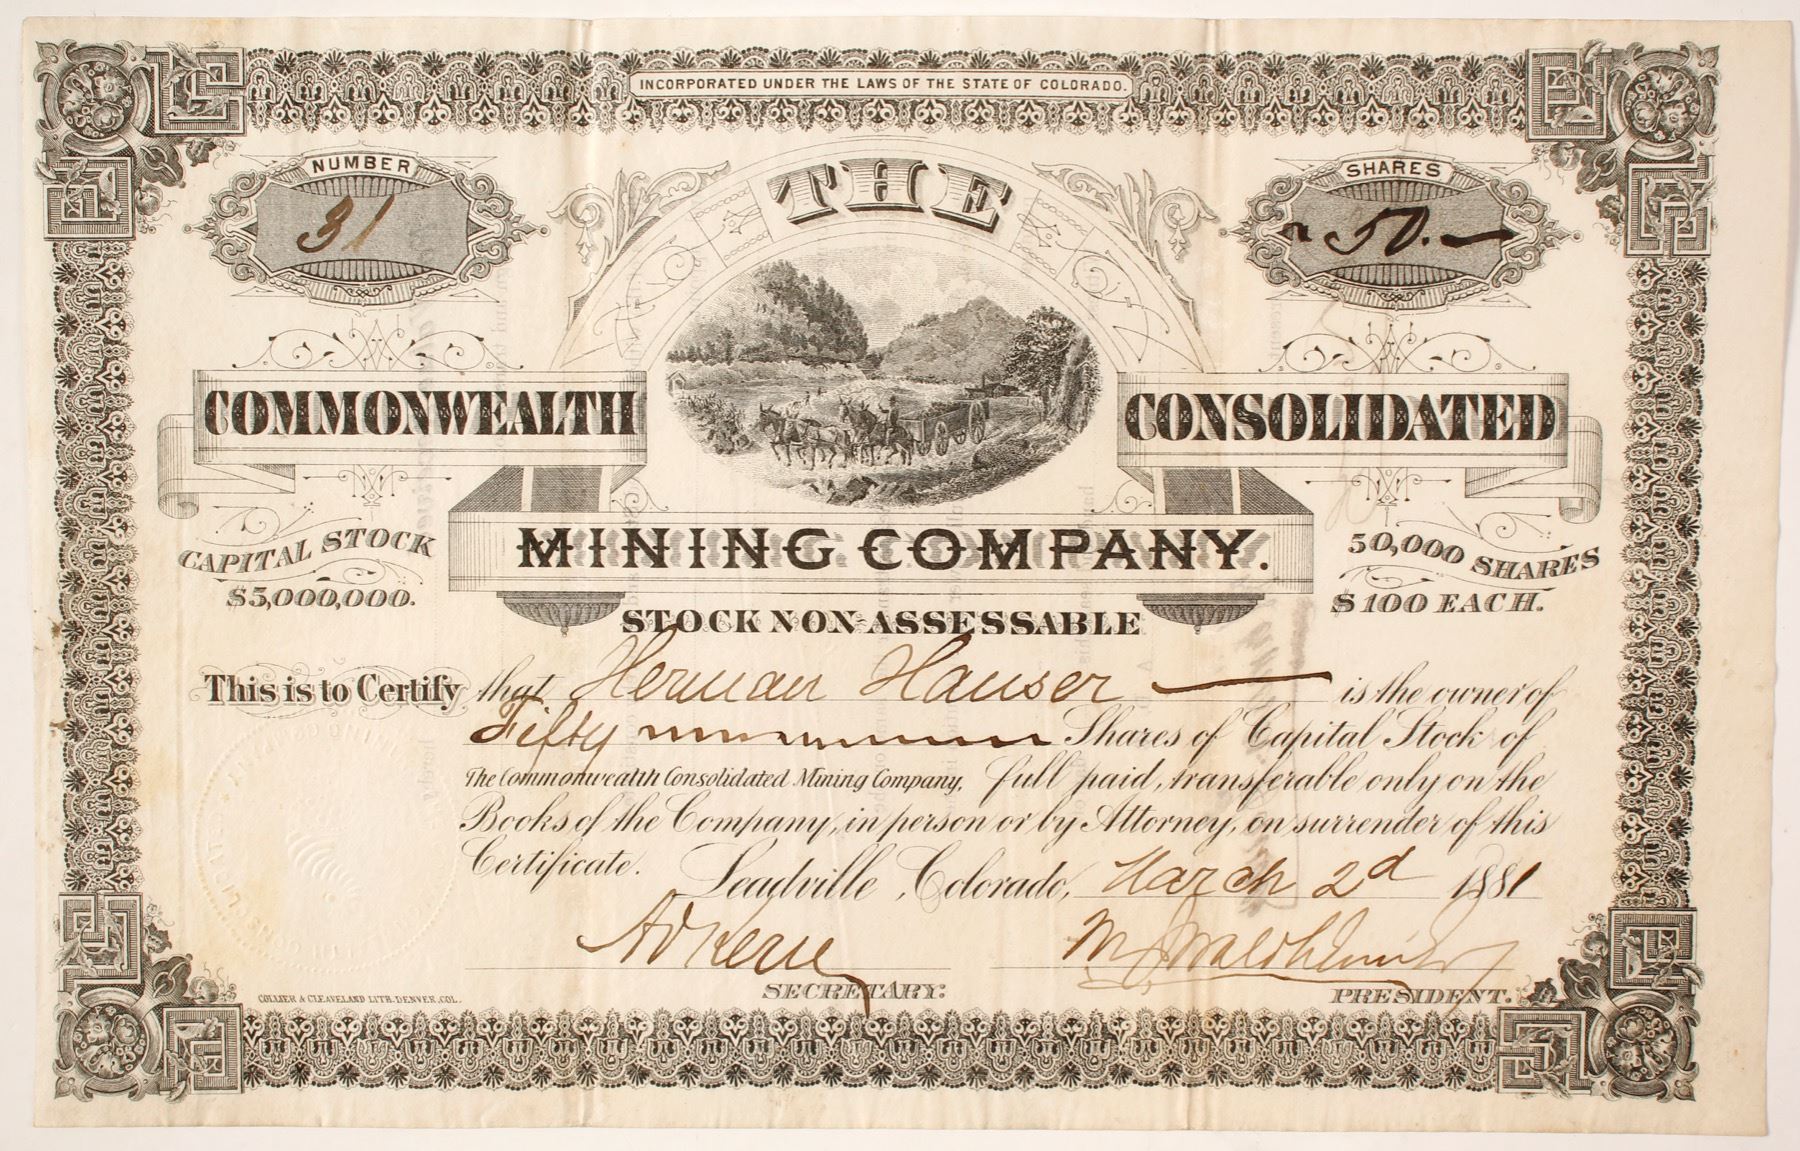 INCORPORATED UNDER THE LAWS OF THE STATE OF COLORADO.
NUMBER
31
SHARES
50.
THE
COMMONWEALTH CONSOLIDATED
MINING COMPANY.
CAPITAL STOCK
$5,000,000.
50,000 SHARES
$100 EACH.
STOCK NON-ASSESSABLE
This is to Certify that Herman Hauser is the owner of
Fifty Shares of Capital Stock of
The Commonwealth Consolidated Mining Company, full paid, transferable only on the
Books of the Company, in person or by Attorney, on surrender of this
Certificate. Leadville, Colorado, March 2d 1881
SECRETARY.
PRESIDENT.
COLLIER & CLEAVELAND LITH. DENVER, COL.